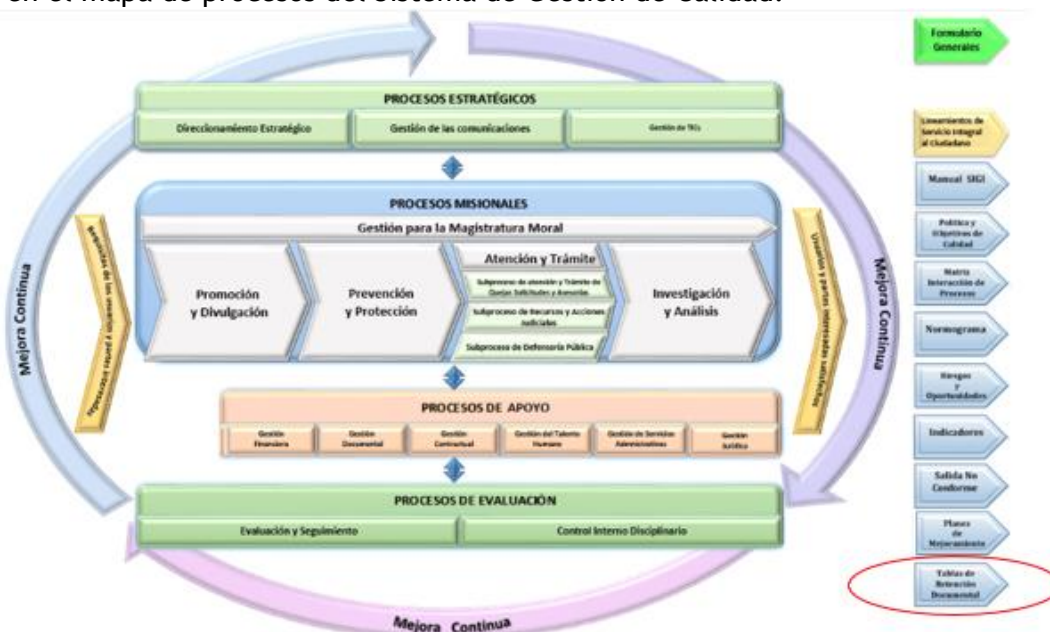 en el mapa de procesos del Sistema de Gestión de Calidad.
PROCESOS ESTRATÉGICOS
Direccionamiento Estratégico
Gestión de las comunicaciones
Gestión de TICs
PROCESOS MISIONALES
Gestión para la Magistratura Moral
Promoción
y Divulgación
Prevención
y Protección
Atención y Trámite
Subproceso de atención y Trámite de
Quejas Solicitudes y Asesorías
Subproceso de Recursos y Acciones
Judiciales
Subproceso de Defensoría Pública
Investigación
y Análisis
PROCESOS DE APOYO
Gestión
Financiera
Gestión
Documental
Gestión
Contractual
Gestión del Talento
Humano
Gestión de Servicios
Administrativos
Gestión
Jurídica
PROCESOS DE EVALUACIÓN
Evaluación y Seguimiento
Control Interno Disciplinario
Mejora Continua
Requisitos de los usuarios y partes interesadas
Usuarios y partes interesadas satisfechos
Mejora Continua
Mejora Continua
Formulario
Generales
Lineamientos de
Servicio Integral
al Ciudadano
Manual SIGI
Política y
Objetivos de
Calidad
Matriz
Interacción de
Procesos
Normograma
Riesgos
y
Oportunidades
Indicadores
Salida No
Conforme
Planes
de
Mejoramiento
Tablas de
Retención
Documental